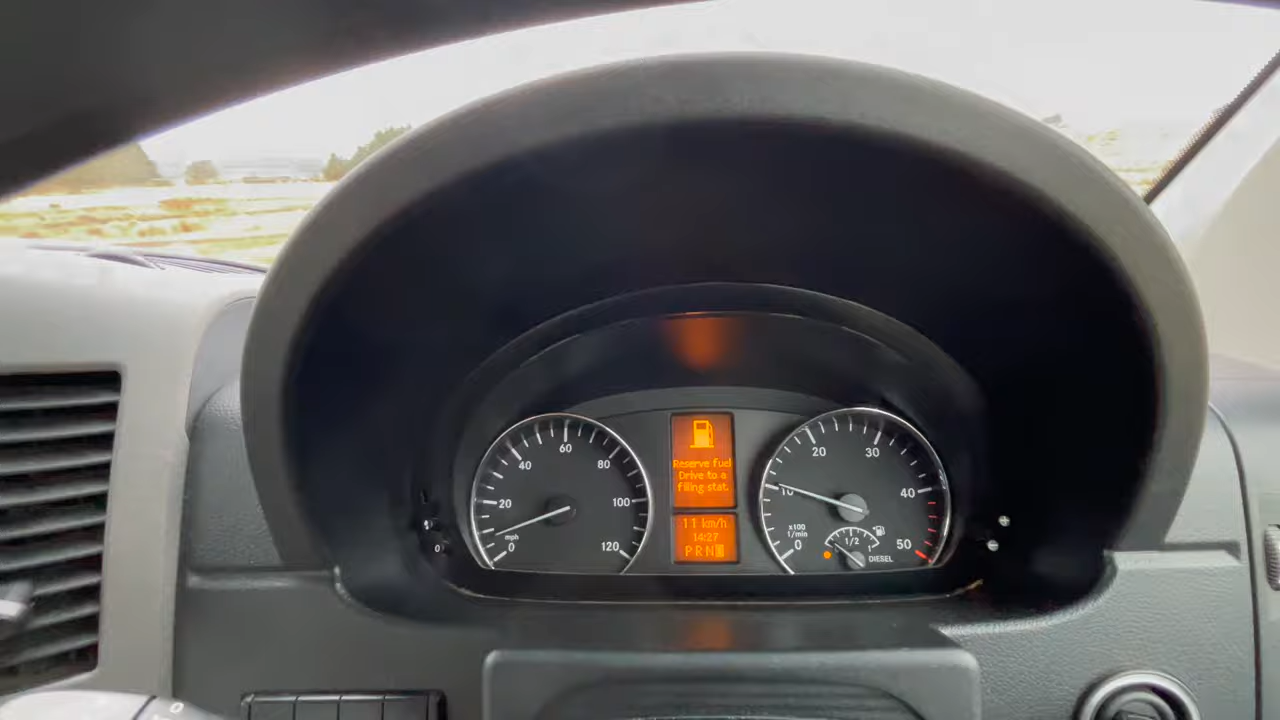 0
20
40
60
80
100
120
mph
Reserve fuel
Drive to a
filling stat.
11 km/h
14:27
P R N
0
10
20
30
40
50
x100
1/min
1/2
DIESEL
0